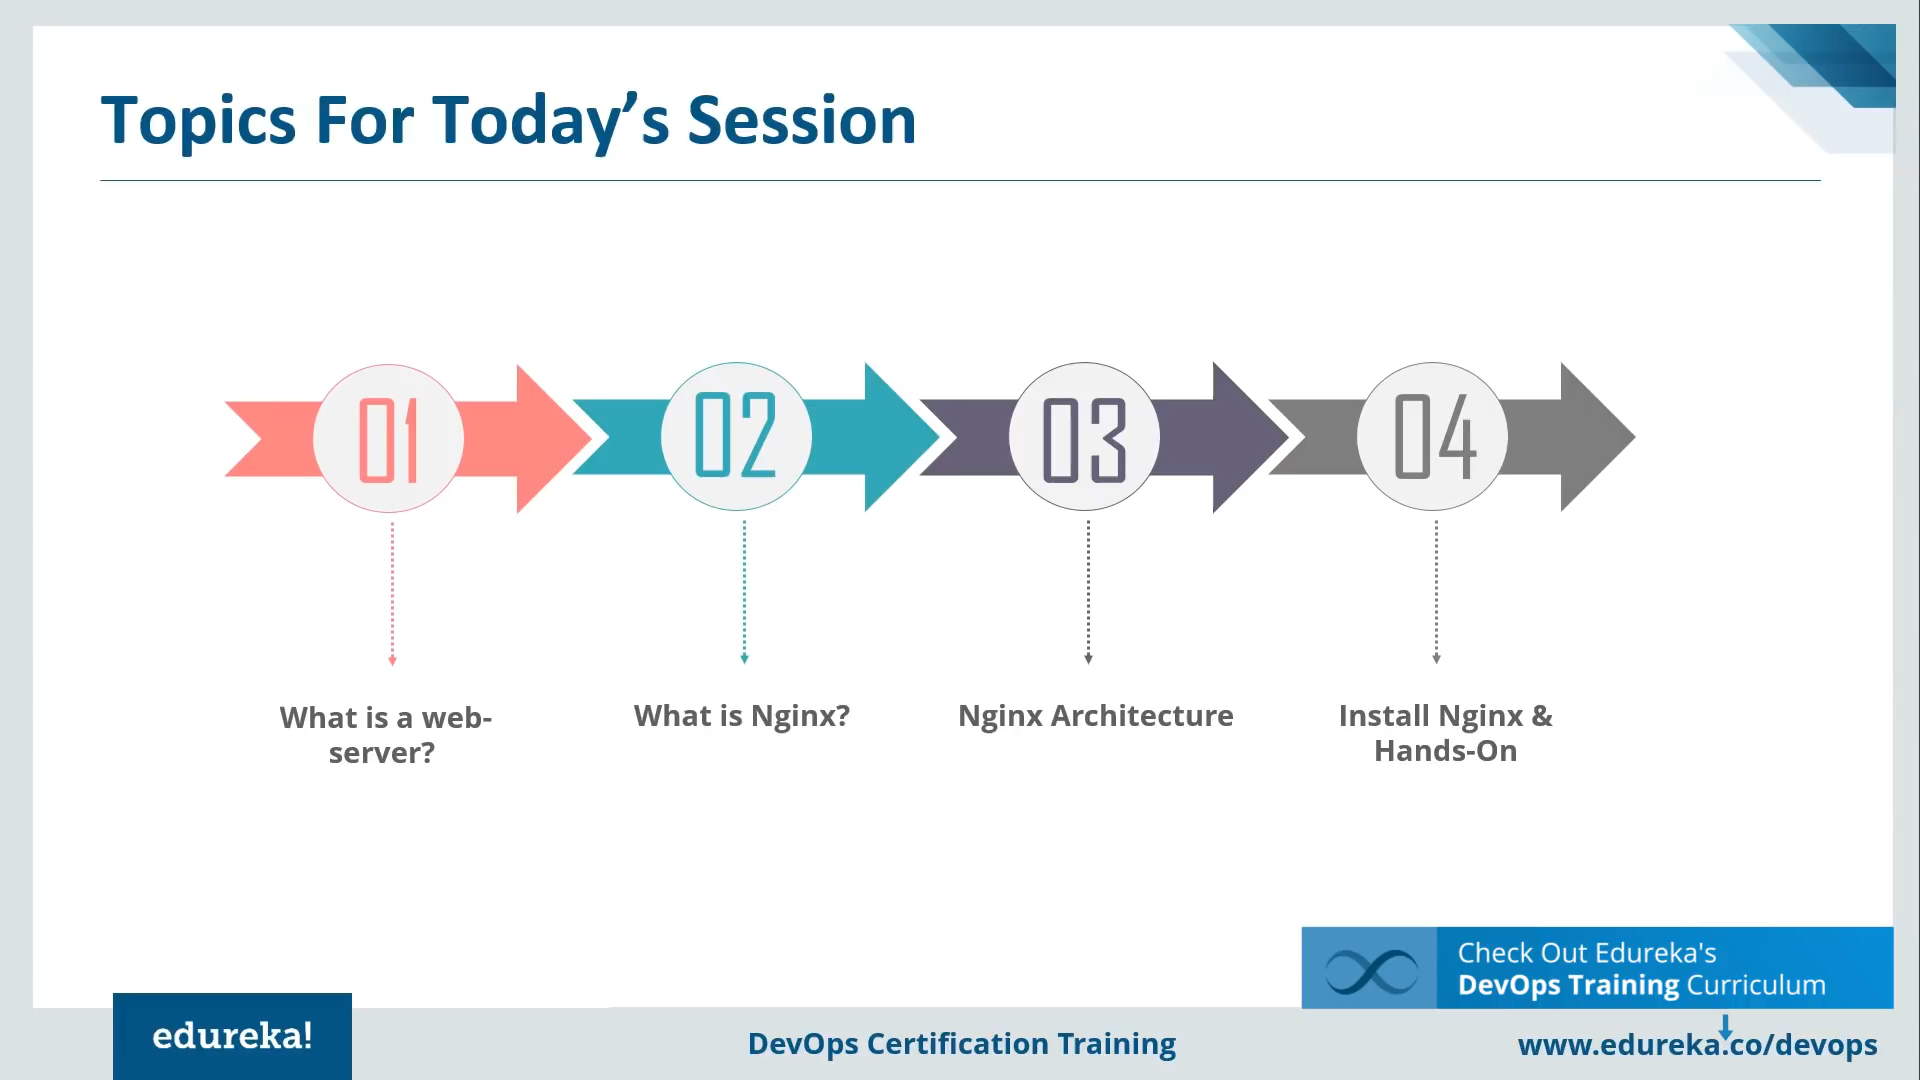 Topics For Today’s Session
01
02
03
04
What is a web-
server?
What is Nginx?
Nginx Architecture
Install Nginx &
Hands-On
Check Out Edureka's
DevOps Training Curriculum
edureka!
DevOps Certification Training
www.edureka.co/devops